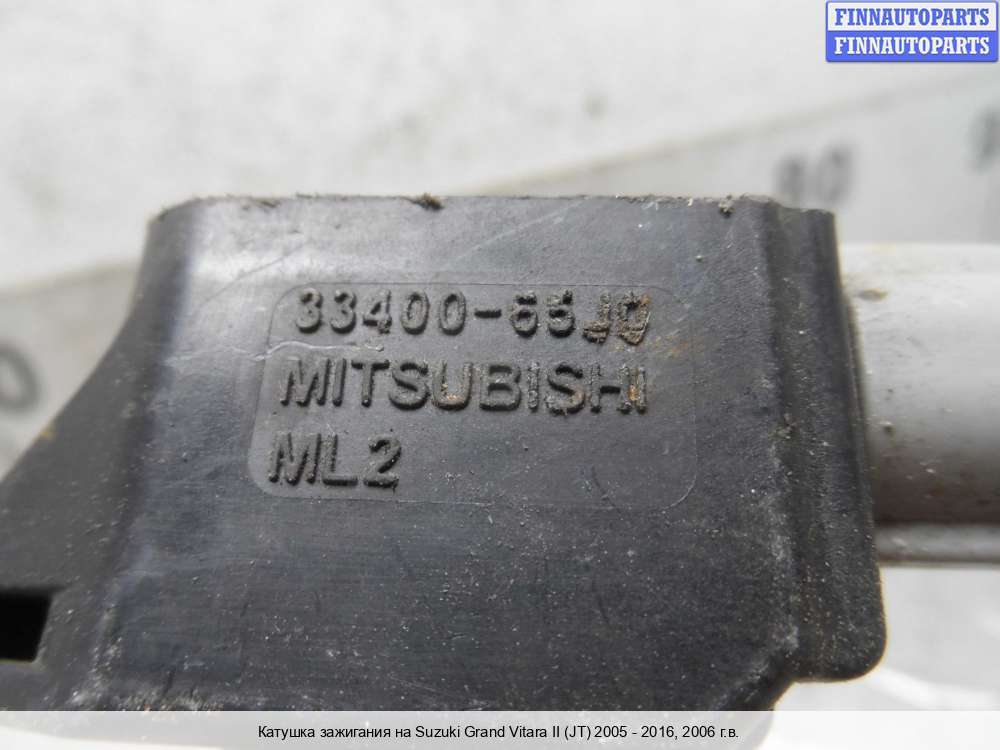 FINNAUTOPARTS
FINNAUTOPARTS
33400-65J0
MITSUBISHI
ML2
Катушка зажигания на Suzuki Grand Vitara II (JT) 2005 - 2016, 2006 г.в.